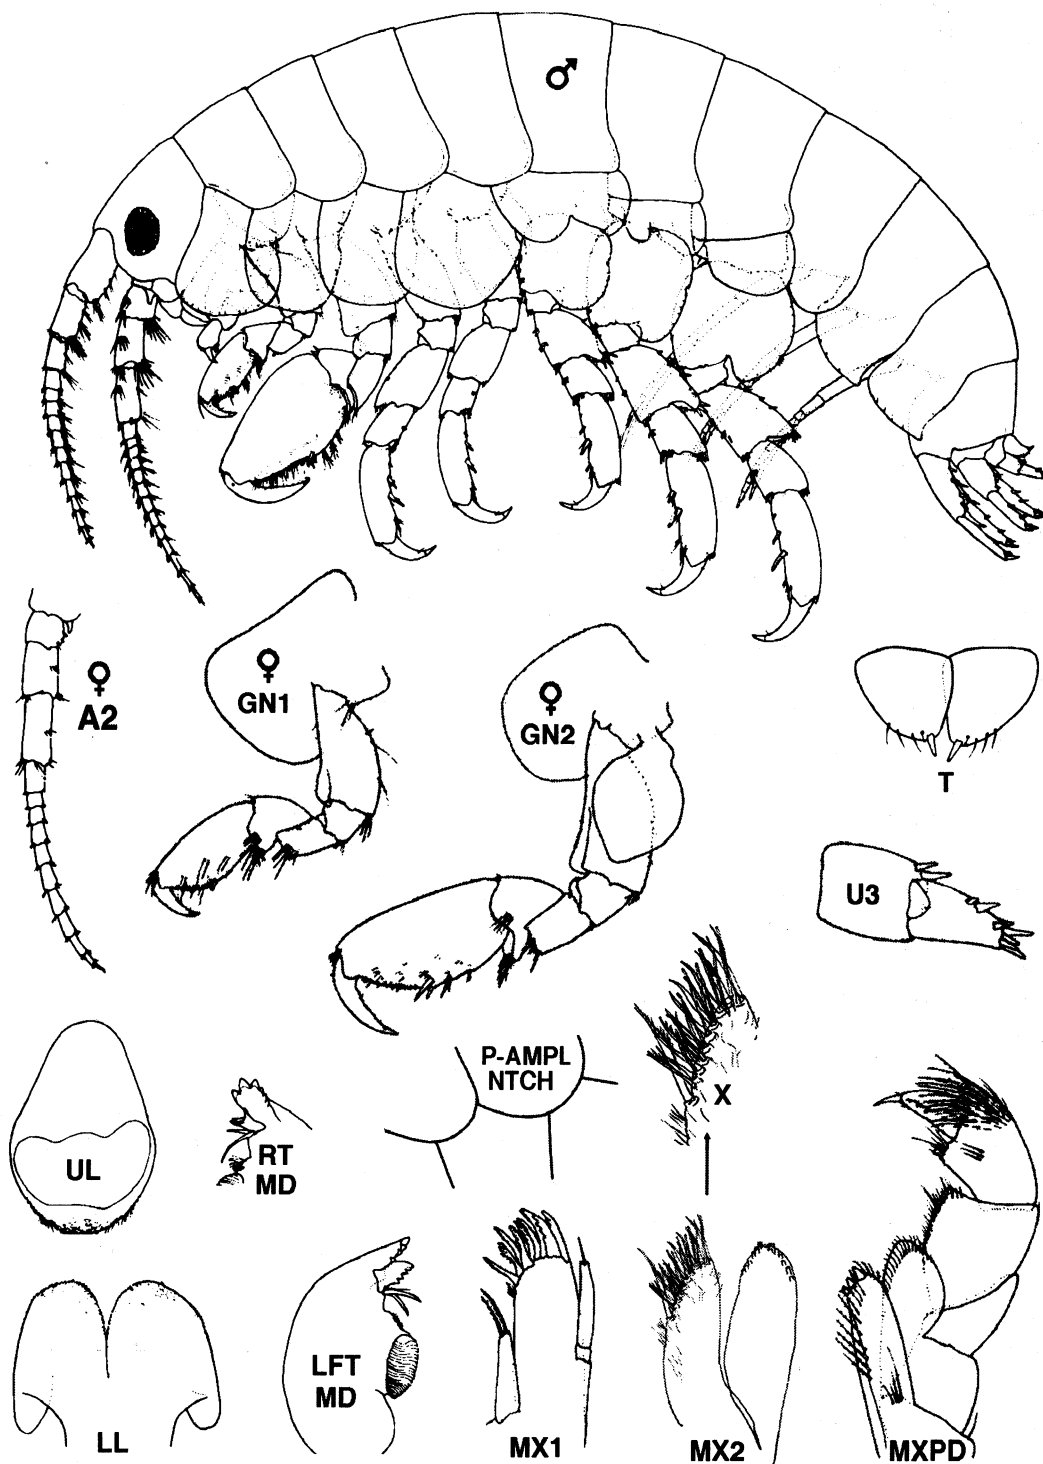 ♂
♀
A2
♀
GN1
♀
GN2
T
U3
P-AMPL
NTCH
X
UL
RT
MD
LL
LFT
MD
MX1
MX2
MXPD